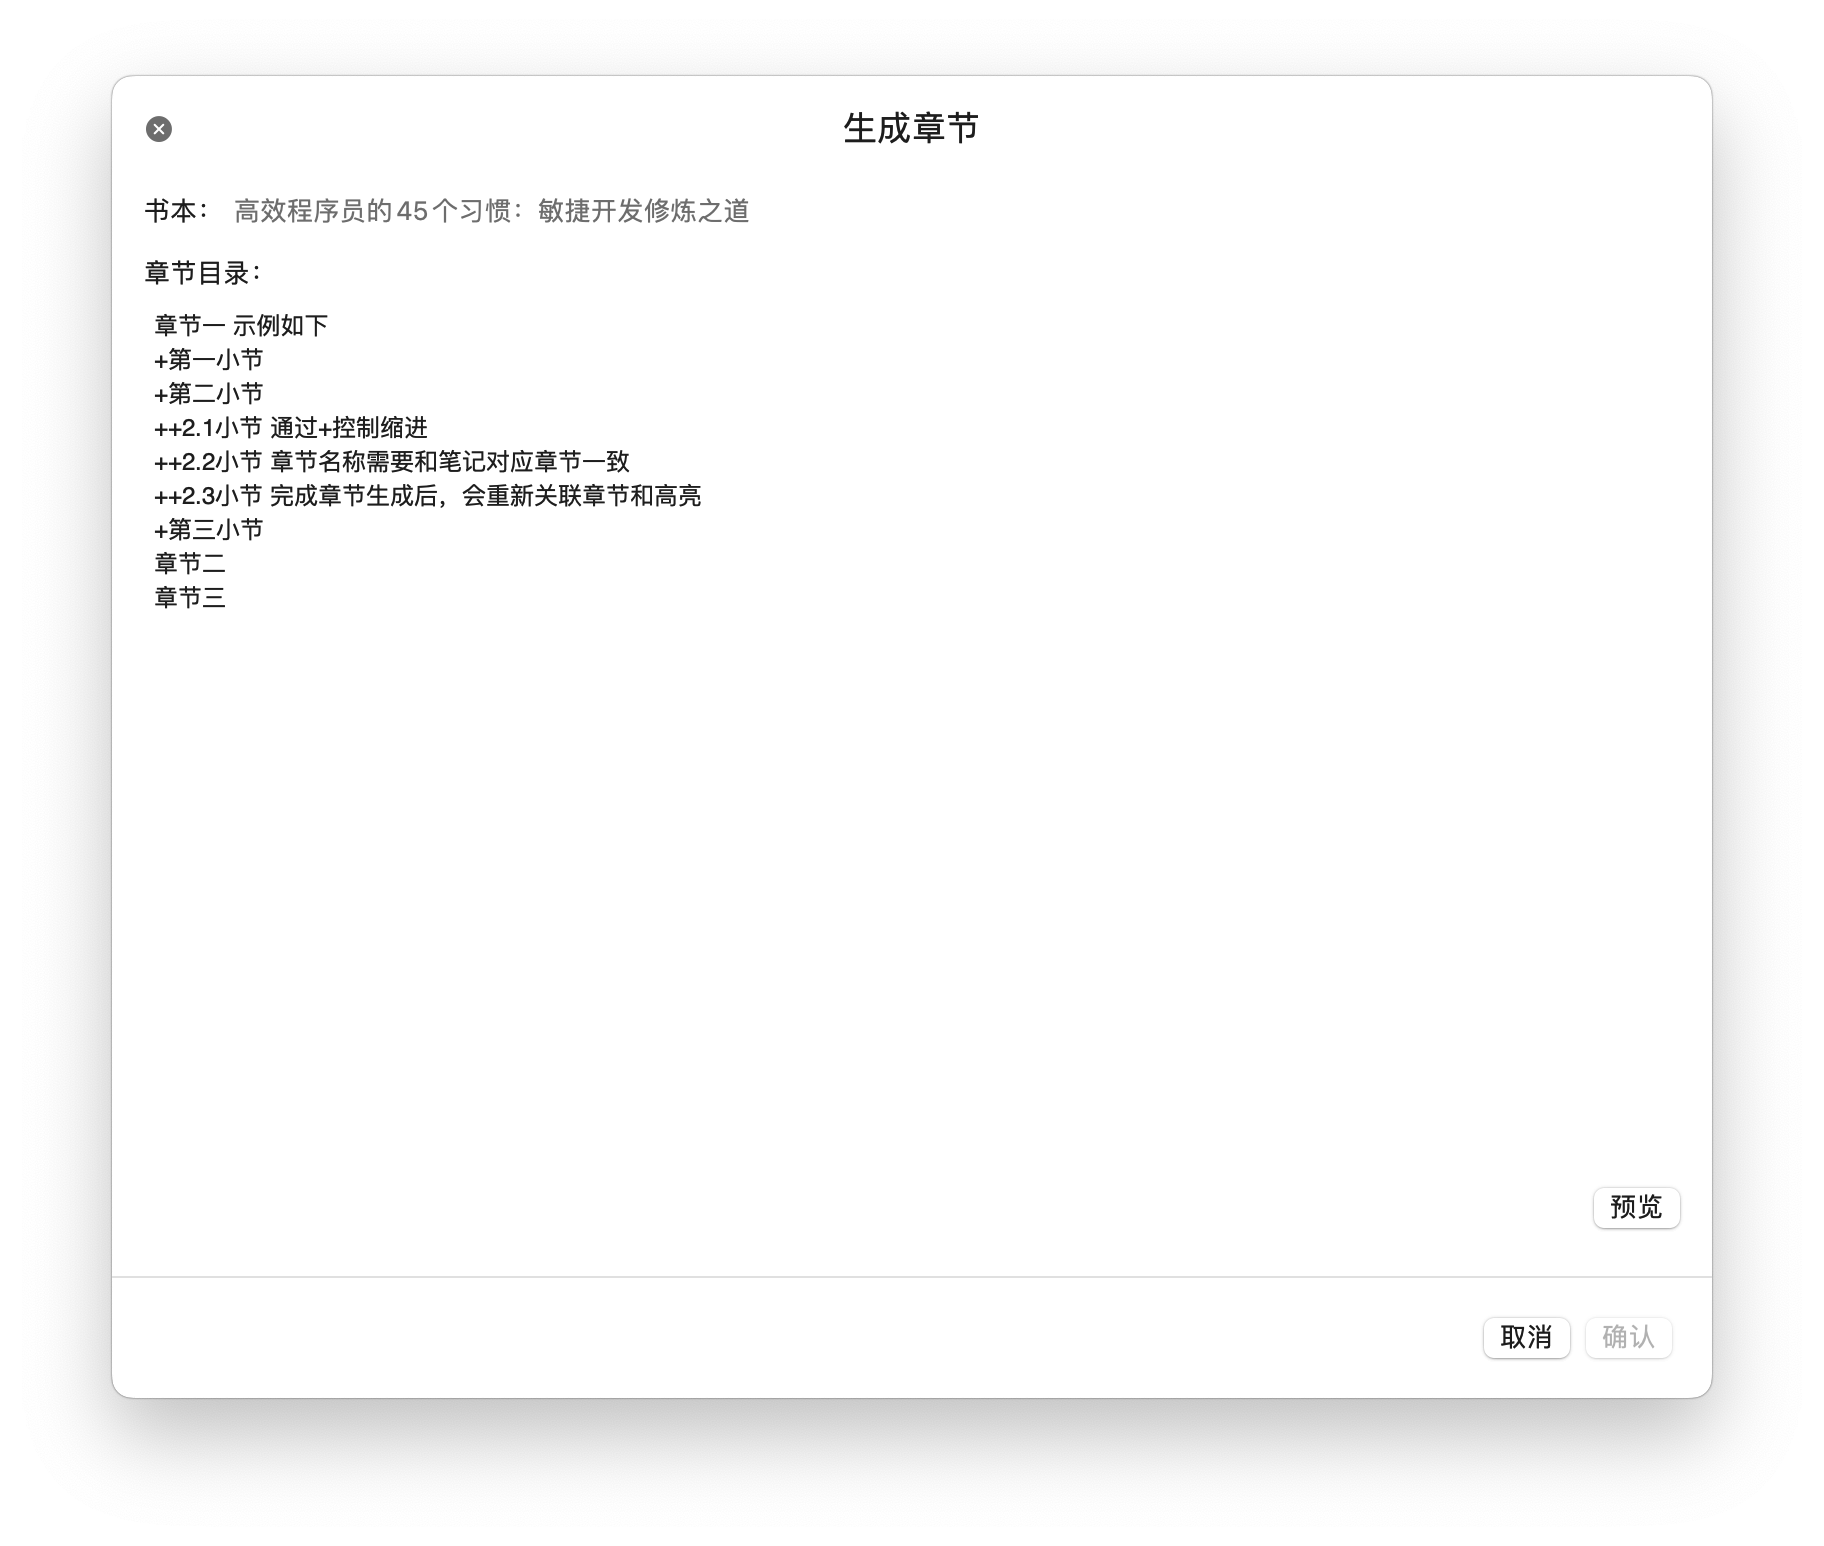 生成章节
书本： 高效程序员的45个习惯：敏捷开发修炼之道
章节目录：
章节一 示例如下
+第一小节
+第二小节
++2.1小节 通过+控制缩进
++2.2小节 章节名称需要和笔记对应章节一致
++2.3小节 完成章节生成后，会重新关联章节和高亮
+第三小节
章节二
章节三
预览
取消 确认